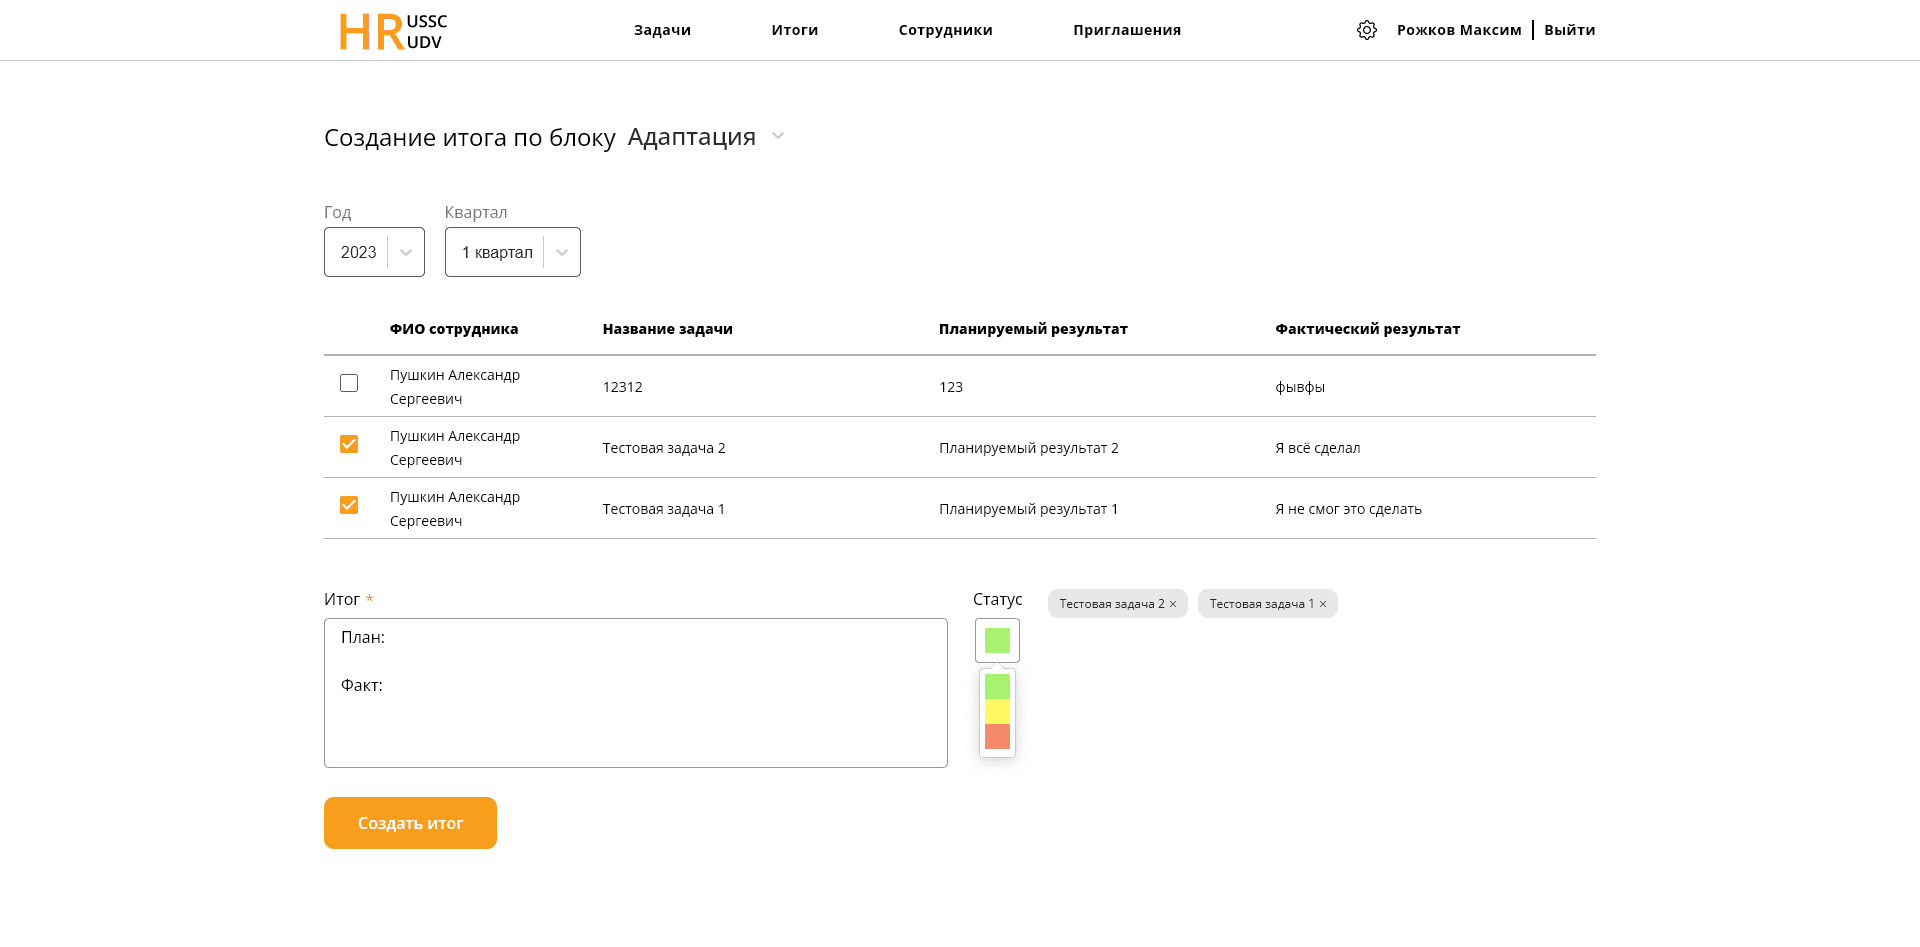 HR USSC UDV
Задачи Итоги Сотрудники Приглашения Рожков Максим Выйти
Создание итога по блоку Адаптация
Год Квартал
2023 1 квартал
ФИО сотрудника Название задачи Планируемый результат Фактический результат
Пушкин Александр
Сергеевич
12312 123 фывфы
Пушкин Александр
Сергеевич
Тестовая задача 2 Планируемый результат 2 Я всё сделал
Пушкин Александр
Сергеевич
Тестовая задача 1 Планируемый результат 1 Я не смог это сделать
Итог * Статус Тестовая задача 2 × Тестовая задача 1 ×
План:
Факт:
Создать итог